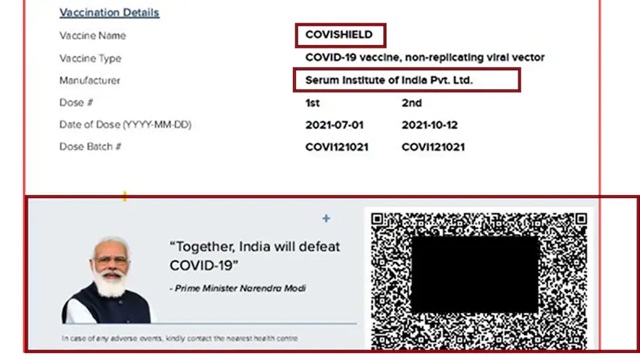 Vaccination Details
Vaccine Name COVISHIELD
Vaccine Type COVID-19 vaccine, non-replicating viral vector
Manufacturer Serum Institute of India Pvt. Ltd.
Dose # 1st 2nd
Date of Dose (YYYY-MM-DD) 2021-07-01 2021-10-12
Dose Batch # COVI121021 COVI121021
“Together, India will defeat
COVID-19”
- Prime Minister Narendra Modi
In case of any adverse events, kindly contact the nearest health centre